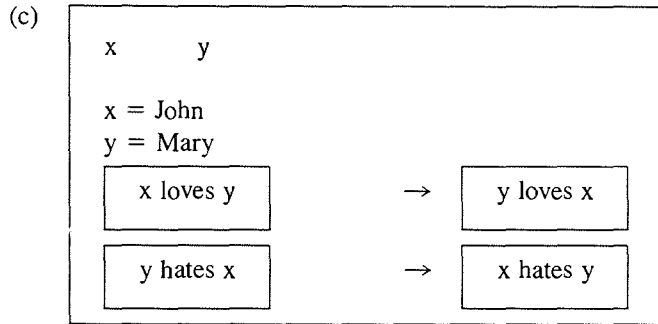 (c)
x y
x = John
y = Mary
x loves y → y loves x
y hates x → x hates y